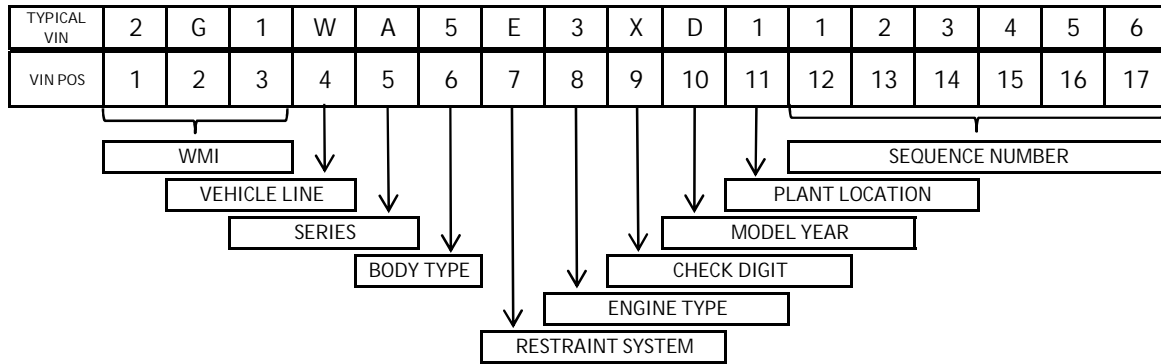 TYPICAL VIN 2 G 1 W A 5 E 3 X D 1 1 2 3 4 5 6
VIN POS 1 2 3 4 5 6 7 8 9 10 11 12 13 14 15 16 17
WMI SEQUENCE NUMBER
VEHICLE LINE PLANT LOCATION
SERIES MODEL YEAR
BODY TYPE CHECK DIGIT
ENGINE TYPE
RESTRAINT SYSTEM